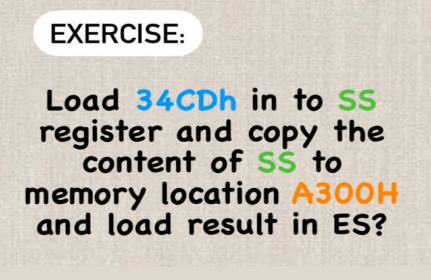 EXERCISE:
Load 34CDh in to SS
register and copy the
content of SS to
memory location A300H
and load result in ES?